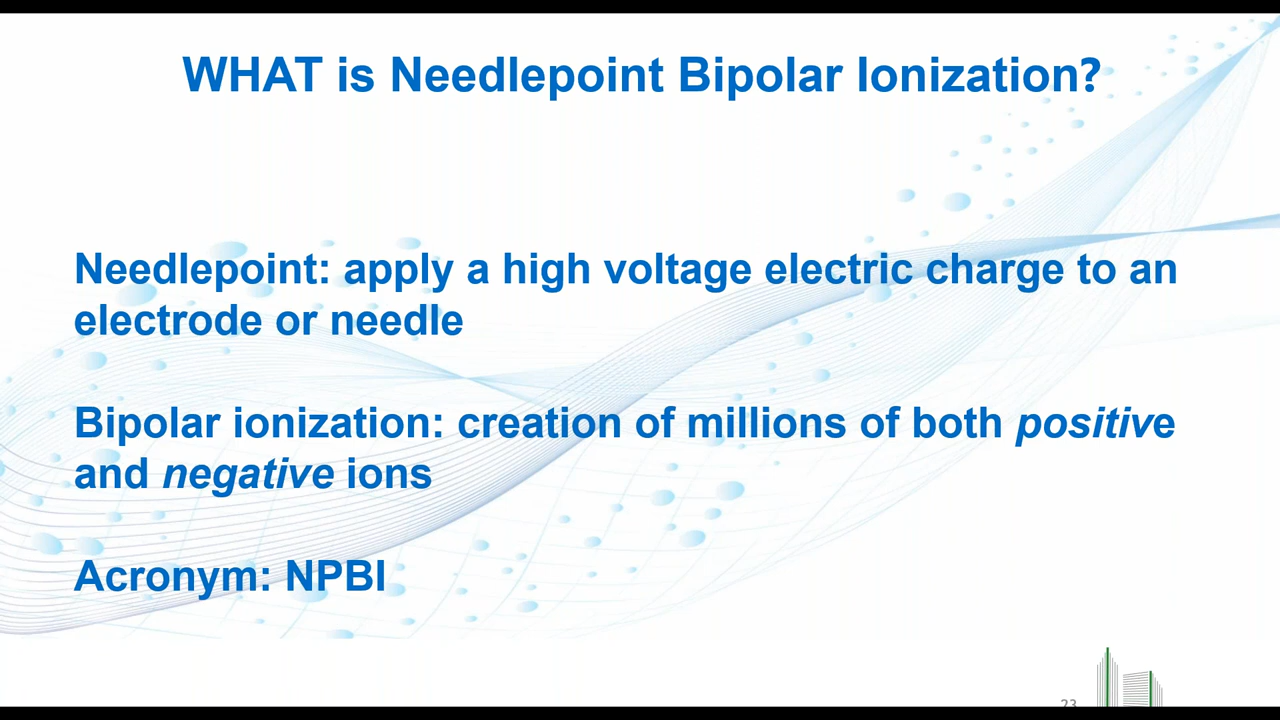 WHAT is Needlepoint Bipolar Ionization?
Needlepoint: apply a high voltage electric charge to an
electrode or needle
Bipolar ionization: creation of millions of both positive
and negative ions
Acronym: NPBI
23